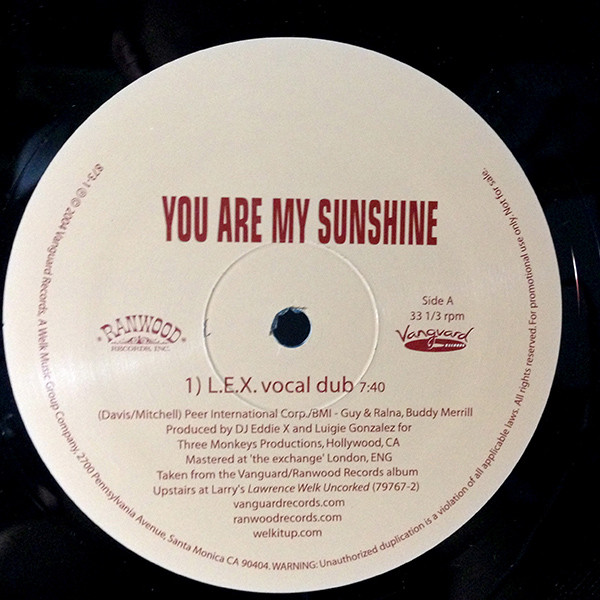 YOU ARE MY SUNSHINE
Side A
33 1/3 rpm
RANWOOD
RECORDS, INC.
Vanguard
1) L.E.X. vocal dub 7:40
(Davis/Mitchell) Peer International Corp./BMI - Guy & Ralna, Buddy Merrill
Produced by DJ Eddie X and Luigie Gonzalez for
Three Monkeys Productions, Hollywood, CA
Mastered at 'the exchange' London, ENG
Taken from the Vanguard/Ranwood Records album
Upstairs at Larry's Lawrence Welk Uncorked (79767-2)
vanguardrecords.com
ranwoodrecords.com
welkitup.com
873-1 ℗ © 2004 Vanguard Records, A Welk Music Group Company, 2700 Pennsylvania Avenue, Santa Monica CA 90404. WARNING: Unauthorized duplication is a violation of all applicable laws. All rights reserved. For promotional use only. Not for sale.